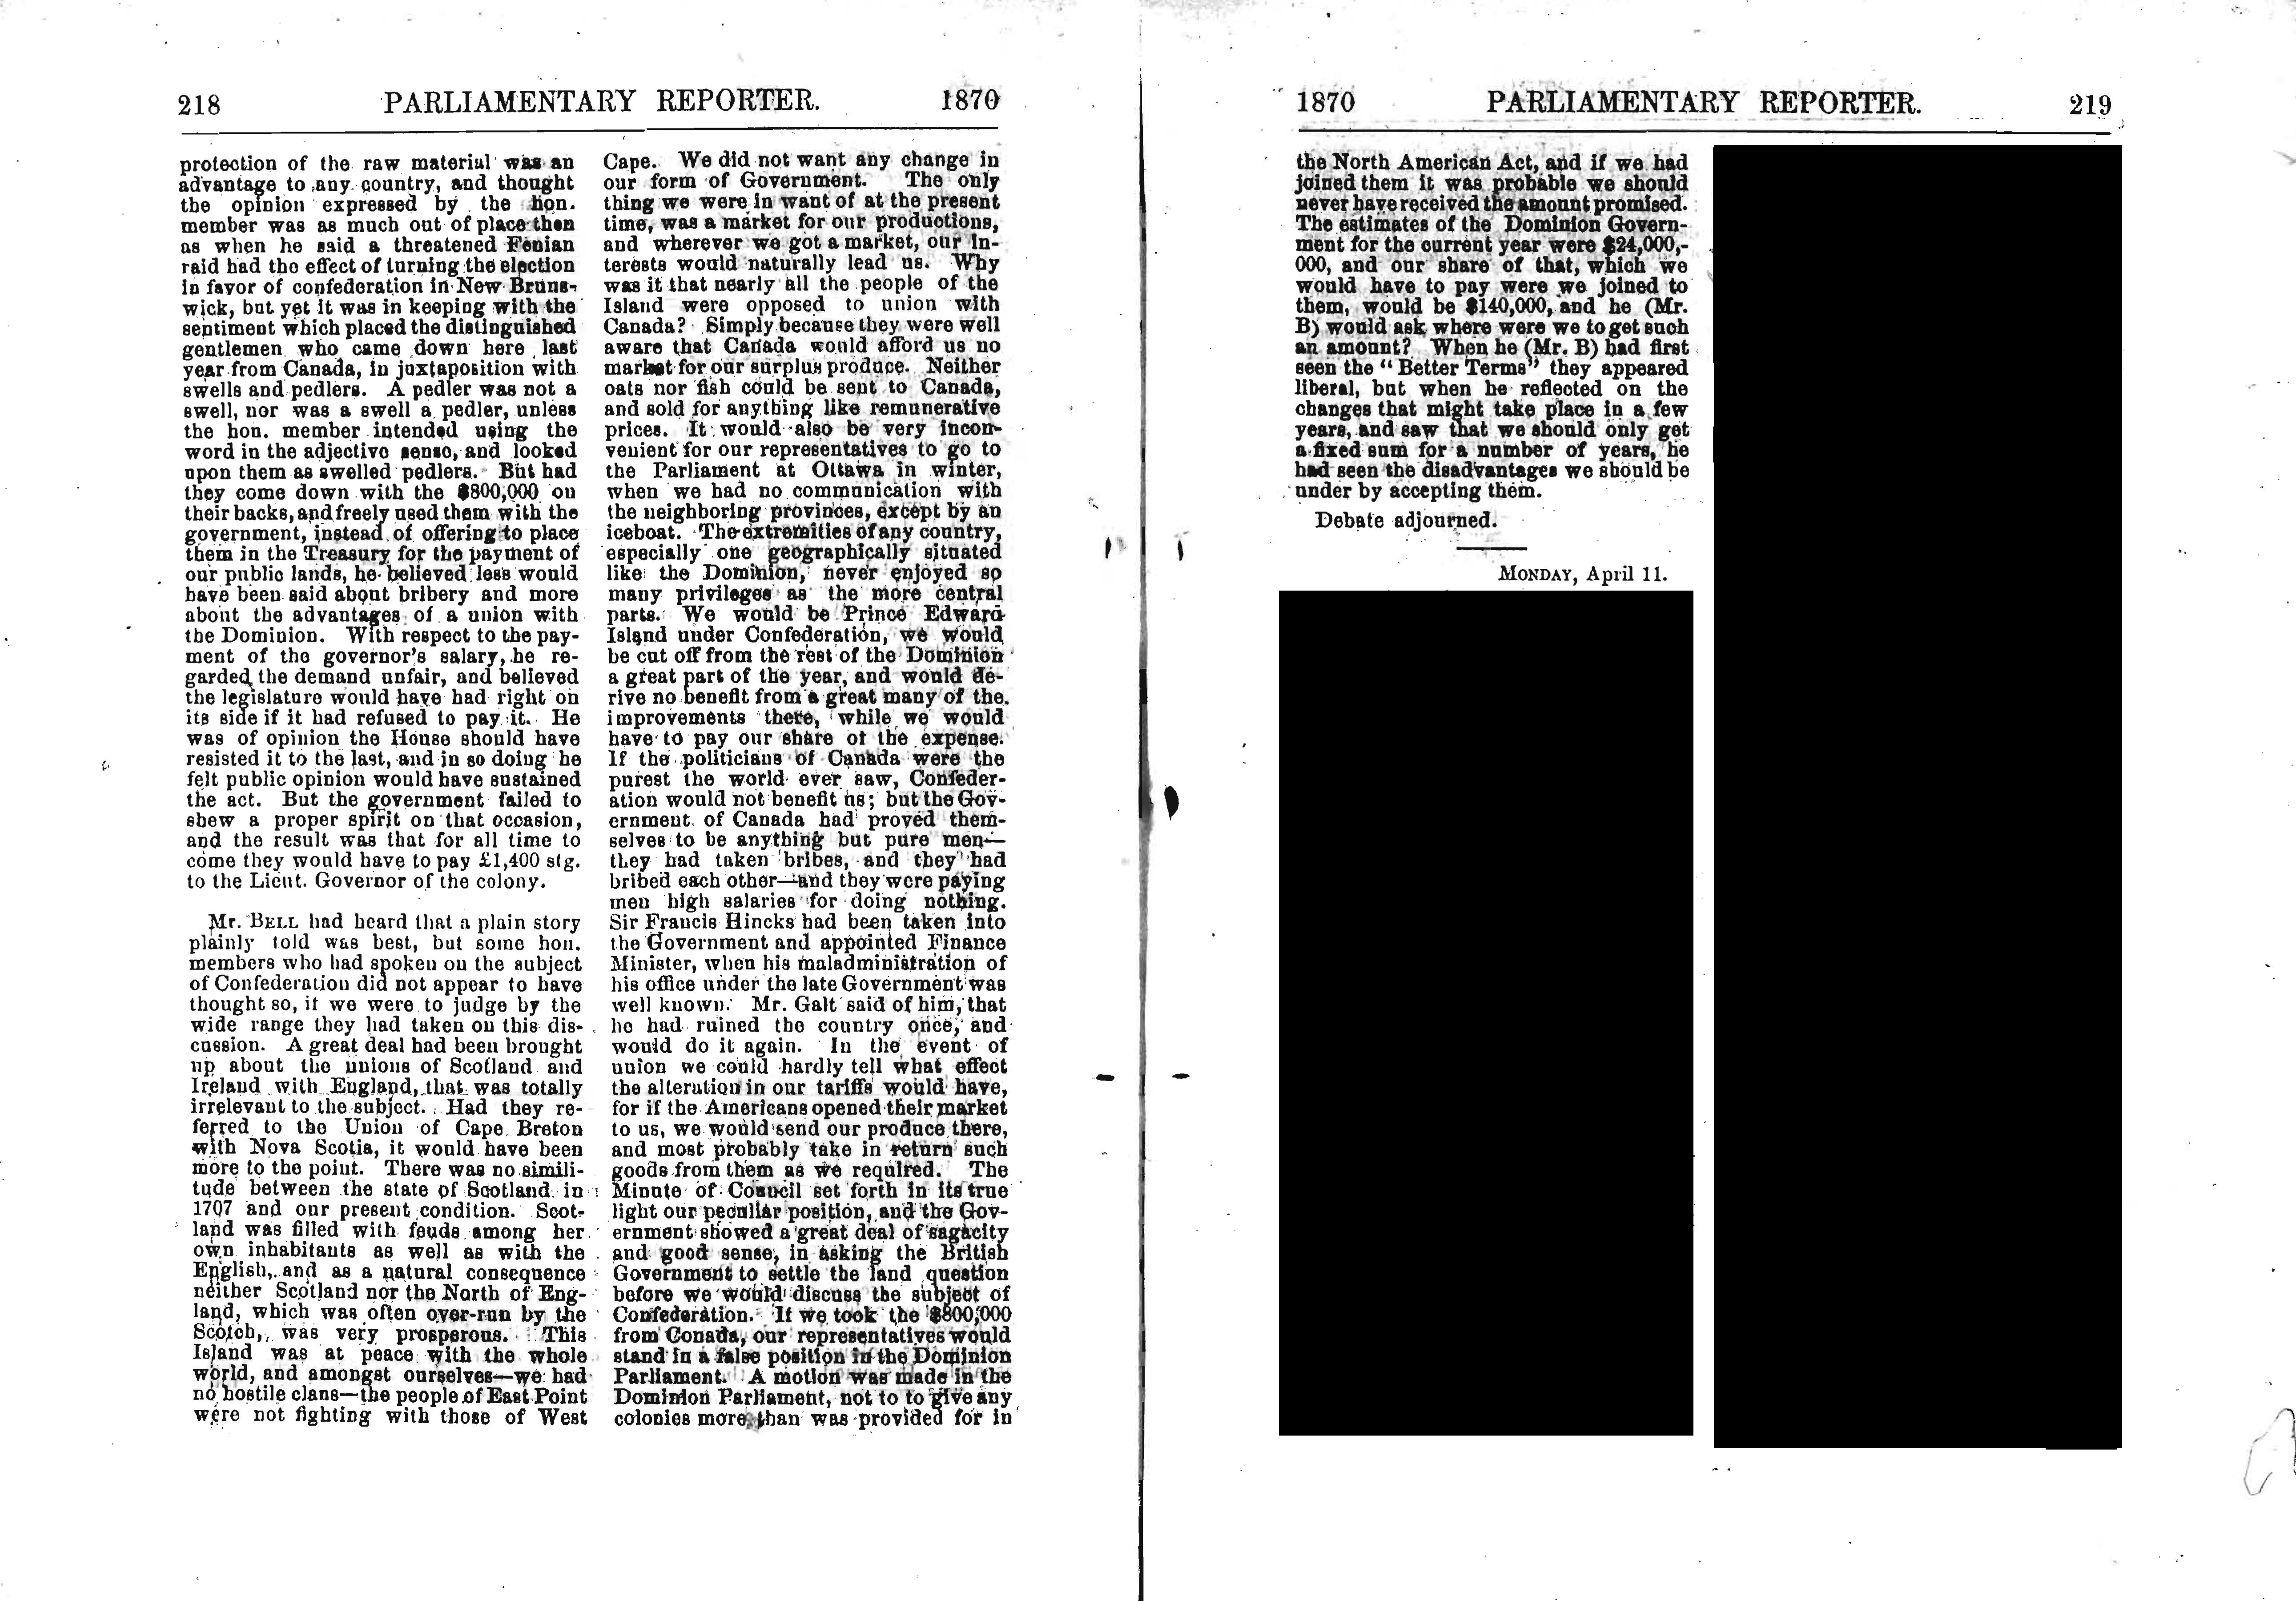 218 PARLIAMENTARY REPORTER. 1870
protection of the raw material was an
advantage to any country, and thought
the opinion expressed by the hon.
member was as much out of place then
as when he said a threatened Fenian
raid had the effect of turning the election
in favor of confederation in New Bruns-
wick, but yet it was in keeping with the
sentiment which placed the distinguished
gentlemen who came down here last
year from Canada, in juxtaposition with
swells and pedlers. A pedler was not a
swell, nor was a swell a pedler, unless
the hon. member intended using the
word in the adjective sense, and looked
upon them as swelled pedlers. But had
they come down with the $800,000 on
their backs, and freely used them with the
government, instead of offering to place
them in the Treasury for the payment of
our public lands, he believed less would
have been said about bribery and more
about the advantages of a union with
the Dominion. With respect to the pay-
ment of the governor's salary, he re-
garded the demand unfair, and believed
the legislature would have had right on
its side if it had refused to pay it. He
was of opinion the House should have
resisted it to the last, and in so doing he
felt public opinion would have sustained
the act. But the government failed to
shew a proper spirit on that occasion,
and the result was that for all time to
come they would have to pay £1,400 stg.
to the Lieut. Governor of the colony.
Mr. BELL had heard that a plain story
plainly told was best, but some hon.
members who had spoken on the subject
of Confederation did not appear to have
thought so, if we were to judge by the
wide range they had taken on this dis-
cussion. A great deal had been brought
up about the unions of Scotland and
Ireland with England, that was totally
irrelevant to the subject. Had they re-
ferred to the Union of Cape Breton
with Nova Scotia, it would have been
more to the point. There was no simili-
tude between the state of Scotland in
1707 and our present condition. Scot-
land was filled with feuds among her
own inhabitants as well as with the
English, and as a natural consequence
neither Scotland nor the North of Eng-
land, which was often over-run by the
Scotch, was very prosperous. This
Island was at peace with the whole
world, and amongst ourselves—we had
no hostile clans—the people of East Point
were not fighting with those of West
Cape. We did not want any change in
our form of Government. The only
thing we were in want of at the present
time, was a market for our productions,
and wherever we got a market, our in-
terests would naturally lead us. Why
was it that nearly all the people of the
Island were opposed to union with
Canada? Simply because they were well
aware that Canada would afford us no
market for our surplus produce. Neither
oats nor fish could be sent to Canada,
and sold for anything like remunerative
prices. It would also be very incon-
venient for our representatives to go to
the Parliament at Ottawa in winter,
when we had no communication with
the neighboring provinces, except by an
iceboat. The extremities of any country,
especially one geographically situated
like the Dominion, never enjoyed so
many privileges as the more central
parts. We would be Prince Edward
Island under Confederation, we would
be cut off from the rest of the Dominion
a great part of the year, and would de-
rive no benefit from a great many of the
improvements there, while we would
have to pay our share of the expense.
If the politicians of Canada were the
purest the world ever saw, Confeder-
ation would not benefit us; but the Gov-
ernment of Canada had proved them-
selves to be anything but pure men—
they had taken bribes, and they had
bribed each other—and they were paying
men high salaries for doing nothing.
Sir Francis Hincks had been taken into
the Government and appointed Finance
Minister, when his maladministration of
his office under the late Government was
well known. Mr. Galt said of him, that
he had ruined the country once, and
would do it again. In the event of
union we could hardly tell what effect
the alteration in our tariffs would have,
for if the Americans opened their market
to us, we would send our produce there,
and most probably take in return such
goods from them as we required. The
Minute of Council set forth in its true
light our peculiar position, and the Gov-
ernment showed a great deal of sagacity
and good sense, in asking the British
Government to settle the land question
before we would discuss the subject of
Confederation. If we took the $800,000
from Conada, our representatives would
stand in a false position in the Dominion
Parliament. A motion was made in the
Dominion Parliament, not to to give any
colonies more than was provided for in
1870 PARLIAMENTARY REPORTER. 219
the North American Act, and if we had
joined them it was probable we should
never have received the amount promised.
The estimates of the Dominion Govern-
ment for the current year were $24,000,-
000, and our share of that, which we
would have to pay were we joined to
them, would be $140,000, and he (Mr.
B) would ask where were we to get such
an amount? When he (Mr. B) had first
seen the "Better Terms" they appeared
liberal, but when he reflected on the
changes that might take place in a few
years, and saw that we should only get
a fixed sum for a number of years, he
had seen the disadvantages we should be
under by accepting them.
Debate adjourned.
MONDAY, April 11.